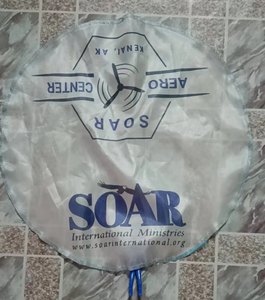 KENAI, AK
AERO
CENTER
SOAR
SOAR
International Ministries
www.soarinternational.org